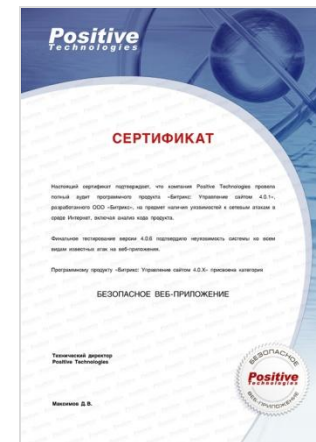 Positive
Technologies
СЕРТИФИКАТ
Настоящий сертификат подтверждает, что компания Positive Technologies провела
полный аудит программного продукта «Битрикс: Управление сайтом 4.0.1»,
разработанного ООО «Битрикс», на предмет наличия уязвимостей к сетевым атакам в
среде Интернет, включая анализ кода продукта.
Финальное тестирование версии 4.0.6 подтвердило неуязвимость системы ко всем
видам известных атак на веб-приложения.
Программному продукту «Битрикс: Управление сайтом 4.0.X» присвоена категория
БЕЗОПАСНОЕ ВЕБ-ПРИЛОЖЕНИЕ
Технический директор
Positive Technologies
БЕЗОПАСНОЕ
Positive
Technologies
ВЕБ-ПРИЛОЖЕНИЕ
Максимов Д.В.